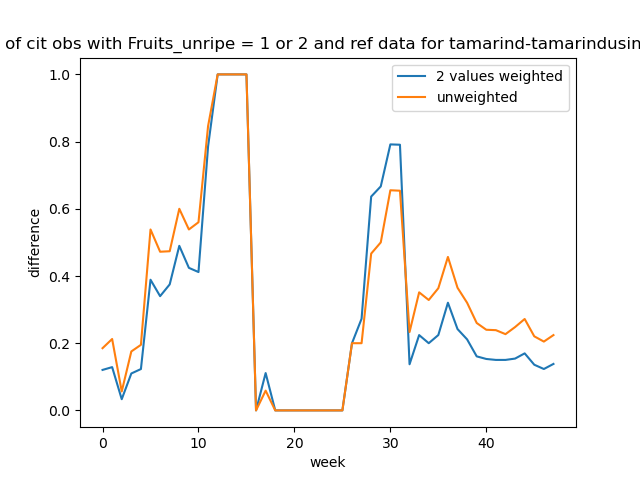 of cit obs with Fruits_unripe = 1 or 2 and ref data for tamarind-tamarindusin
2 values weighted
unweighted
1.0
0.8
0.6
0.4
0.2
0.0
difference
0
10
20
30
40
week